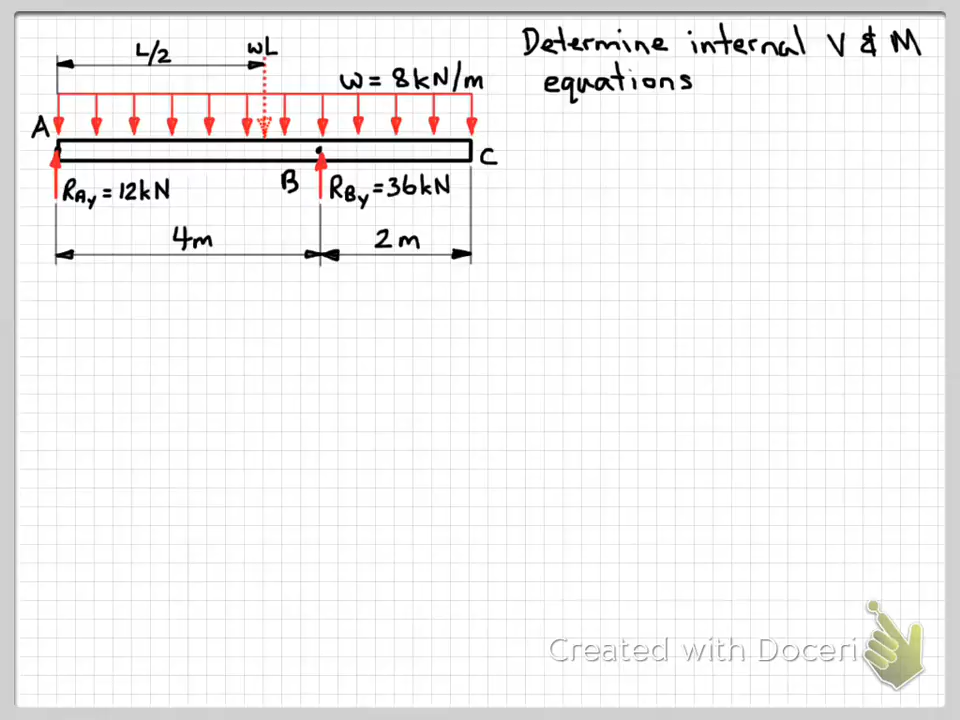 Determine internal V & M
equations
L/2
wL
w = 8kN/m
A
C
B
RAy = 12kN
RBy = 36kN
4m
2m
Created with Doceri